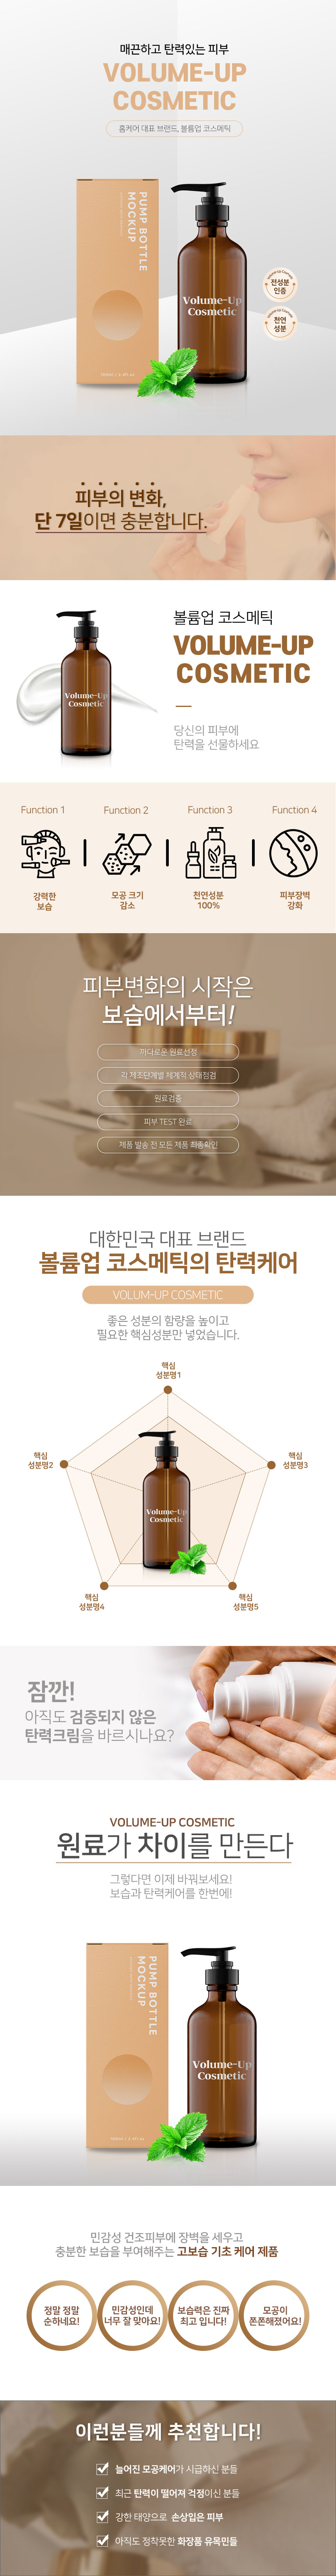 매끈하고 탄력있는 피부
VOLUME-UP
COSMETIC
홈케어 대표 브랜드, 볼륨업 코스메틱
PUMP BOTTLE
MOCKUP
Volume-Up
Cosmetic
전성분
인증
천연
성분
피부의 변화,
단 7일이면 충분합니다.
Volume-Up
Cosmetic
볼륨업 코스메틱
VOLUME-UP
COSMETIC
당신의 피부에
탄력을 선물하세요
Function 1
Function 2
Function 3
Function 4
강력한
보습
모공 크기
감소
천연성분
100%
피부장벽
강화
피부변화의 시작은
보습에서부터!
까다로운 원료선정
각 제조단계별 체계적 상태점검
원료검증
피부 TEST 완료
제품 발송 전 모든 제품 최종확인
대한민국 대표 브랜드
볼륨업 코스메틱의 탄력케어
VOLUM-UP COSMETIC
좋은 성분의 함량을 높이고
필요한 핵심성분만 넣었습니다.
핵심
성분명1
핵심
성분명2
핵심
성분명3
Volume-Up
Cosmetic
핵심
성분명4
핵심
성분명5
잠깐!
아직도 검증되지 않은
탄력크림을 바르시나요?
VOLUME-UP COSMETIC
원료가 차이를 만든다
그렇다면 이제 바꿔보세요!
보습과 탄력케어를 한번에!
PUMP BOTTLE
MOCKUP
Volume-Up
Cosmetic
민감성 건조피부에 장벽을 세우고
충분한 보습을 부여해주는 고보습 기초 케어 제품
정말 정말
순하네요!
민감성인데
너무 잘 맞아요!
보습력은 진짜
최고 입니다!
모공이
쫀쫀해졌어요!
이런분들께 추천합니다!
늘어진 모공케어가 시급하신 분들
최근 탄력이 떨어져 걱정이신 분들
강한 태양으로 손상입은 피부
아직도 정착못한 화장품 유목민들